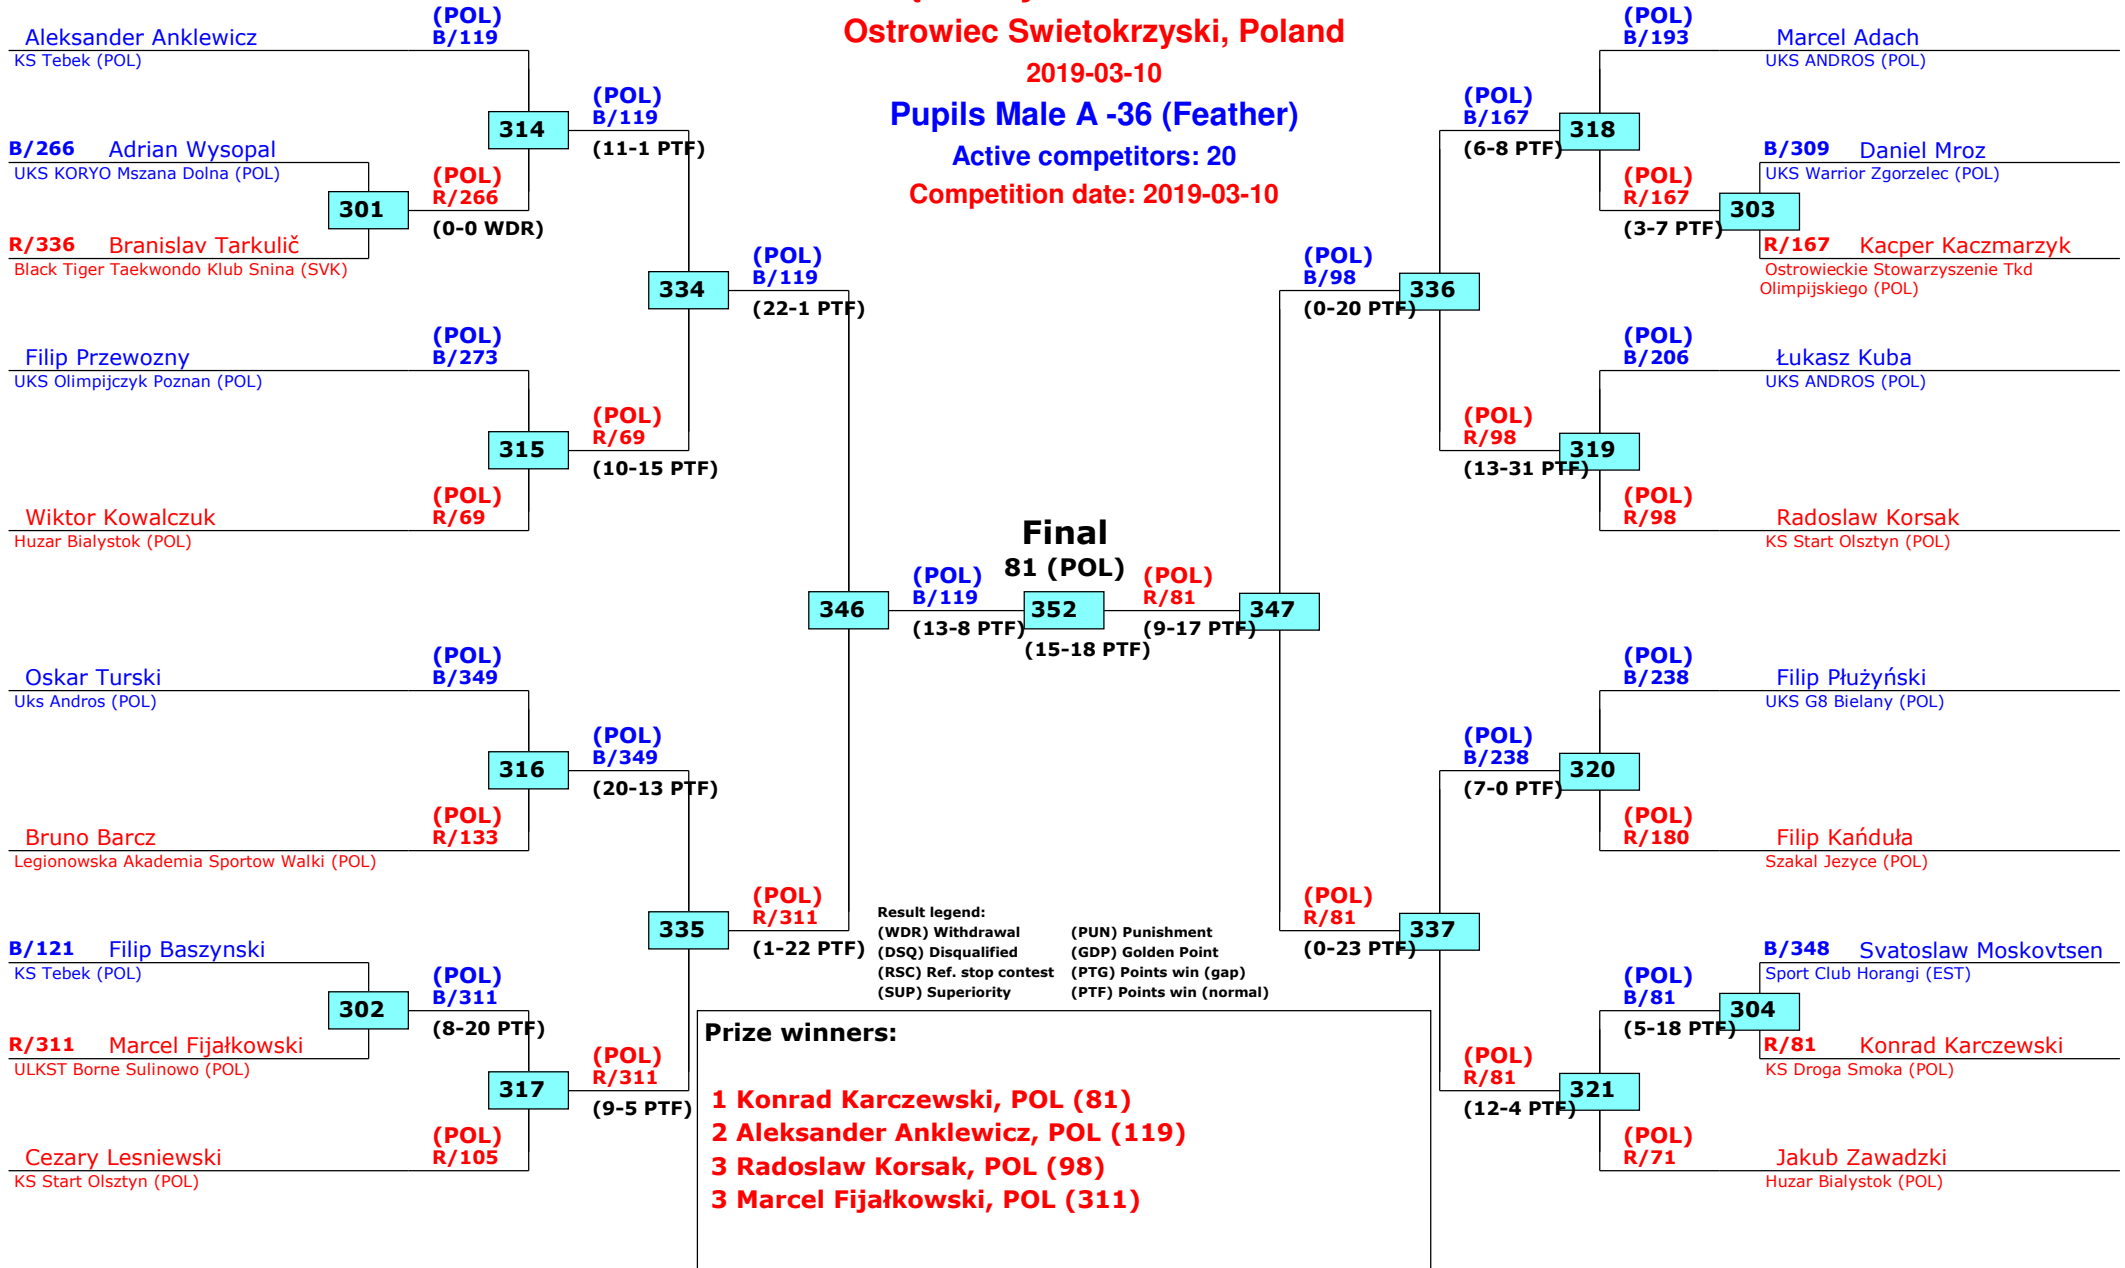 Ostrowiec Swietokrzyski, Poland
2019-03-10
Pupils Male A -36 (Feather)
Active competitors: 20
Competition date: 2019-03-10
(POL)
Aleksander Anklewicz B/119
KS Tebek (POL)
314
(POL)
B/119
(11-1 PTF)
B/266 Adrian Wysopal
UKS KORYO Mszana Dolna (POL)
301
(POL)
R/266
(0-0 WDR)
R/336 Branislav Tarkulič
Black Tiger Taekwondo Klub Snina (SVK)
334
(POL)
B/119
(22-1 PTF)
(POL)
Filip Przewozny B/273
UKS Olimpijczyk Poznan (POL)
315
(POL)
R/69
(10-15 PTF)
(POL)
Wiktor Kowalczuk R/69
Huzar Bialystok (POL)
346
(POL)
B/119
(13-8 PTF)
Final
81 (POL)
352
(15-18 PTF)
(POL)
R/81
(9-17 PTF)
347
(POL)
Oskar Turski B/349
Uks Andros (POL)
316
(POL)
B/349
(20-13 PTF)
(POL)
Bruno Barcz R/133
Legionowska Akademia Sportow Walki (POL)
335
(POL)
R/311
(1-22 PTF)
B/121 Filip Baszynski
KS Tebek (POL)
302
(POL)
B/311
(8-20 PTF)
R/311 Marcel Fijałkowski
ULKST Borne Sulinowo (POL)
317
(POL)
R/311
(9-5 PTF)
(POL)
Cezary Lesniewski R/105
KS Start Olsztyn (POL)
(POL)
B/193 Marcel Adach
UKS ANDROS (POL)
318
(POL)
B/167
(6-8 PTF)
B/309 Daniel Mroz
UKS Warrior Zgorzelec (POL)
303
(POL)
R/167
(3-7 PTF)
R/167 Kacper Kaczmarzyk
Ostrowieckie Stowarzyszenie Tkd
Olimpijskiego (POL)
336
(POL)
B/98
(0-20 PTF)
(POL)
B/206 Łukasz Kuba
UKS ANDROS (POL)
319
(POL)
R/98
(13-31 PTF)
(POL)
R/98 Radoslaw Korsak
KS Start Olsztyn (POL)
(POL)
B/238 Filip Płużyński
UKS G8 Bielany (POL)
320
(POL)
B/238
(7-0 PTF)
(POL)
R/180 Filip Kańduła
Szakal Jezyce (POL)
337
(POL)
R/81
(0-23 PTF)
B/348 Svatoslaw Moskovtsen
Sport Club Horangi (EST)
304
(POL)
B/81
(5-18 PTF)
R/81 Konrad Karczewski
KS Droga Smoka (POL)
321
(POL)
R/81
(12-4 PTF)
(POL)
R/71 Jakub Zawadzki
Huzar Bialystok (POL)
Result legend:
(WDR) Withdrawal (PUN) Punishment
(DSQ) Disqualified (GDP) Golden Point
(RSC) Ref. stop contest (PTG) Points win (gap)
(SUP) Superiority (PTF) Points win (normal)
Prize winners:
1 Konrad Karczewski, POL (81)
2 Aleksander Anklewicz, POL (119)
3 Radoslaw Korsak, POL (98)
3 Marcel Fijałkowski, POL (311)